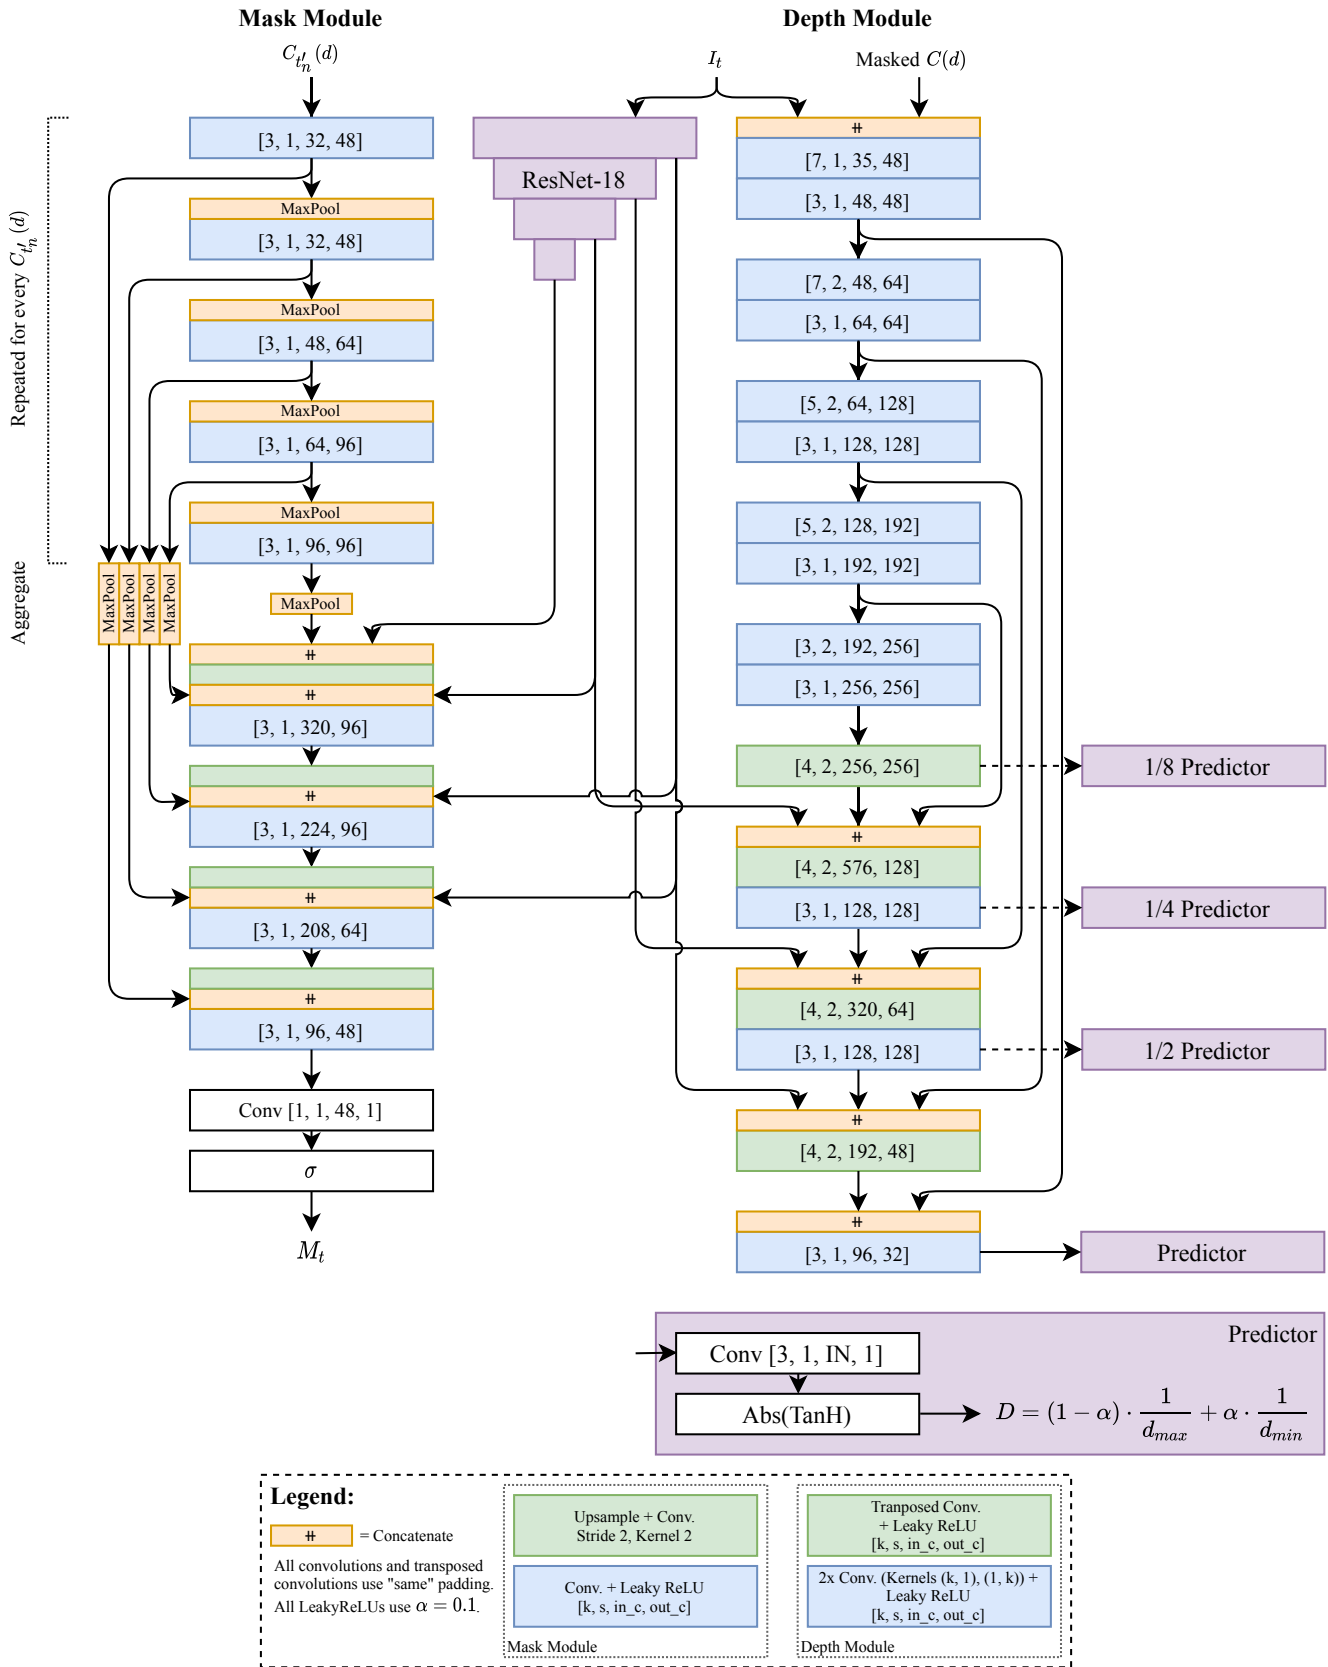 Mask Module
Depth Module
C_{t'_n}(d)
I_t
Masked C(d)
Repeated for every C_{t'_n}(d)
Aggregate
[3, 1, 32, 48]
MaxPool
[3, 1, 32, 48]
MaxPool
[3, 1, 48, 64]
MaxPool
[3, 1, 64, 96]
MaxPool
[3, 1, 96, 96]
MaxPool
MaxPool
MaxPool
MaxPool
MaxPool
⧺
⧺
[3, 1, 320, 96]
⧺
[3, 1, 224, 96]
⧺
[3, 1, 208, 64]
⧺
[3, 1, 96, 48]
Conv [1, 1, 48, 1]
σ
M_t
ResNet-18
⧺
[7, 1, 35, 48]
[3, 1, 48, 48]
[7, 2, 48, 64]
[3, 1, 64, 64]
[5, 2, 64, 128]
[3, 1, 128, 128]
[5, 2, 128, 192]
[3, 1, 192, 192]
[3, 2, 192, 256]
[3, 1, 256, 256]
[4, 2, 256, 256]
1/8 Predictor
⧺
[4, 2, 576, 128]
[3, 1, 128, 128]
1/4 Predictor
⧺
[4, 2, 320, 64]
[3, 1, 128, 128]
1/2 Predictor
⧺
[4, 2, 192, 48]
⧺
[3, 1, 96, 32]
Predictor
Predictor
Conv [3, 1, IN, 1]
Abs(TanH)
D = (1 − α) · 1/d_{max} + α · 1/d_{min}
Legend:
⧺ = Concatenate
All convolutions and transposed
convolutions use "same" padding.
All LeakyReLUs use α = 0.1.
Upsample + Conv.
Stride 2, Kernel 2
Conv. + Leaky ReLU
[k, s, in_c, out_c]
Mask Module
Tranposed Conv.
+ Leaky ReLU
[k, s, in_c, out_c]
2x Conv. (Kernels (k, 1), (1, k)) +
Leaky ReLU
[k, s, in_c, out_c]
Depth Module